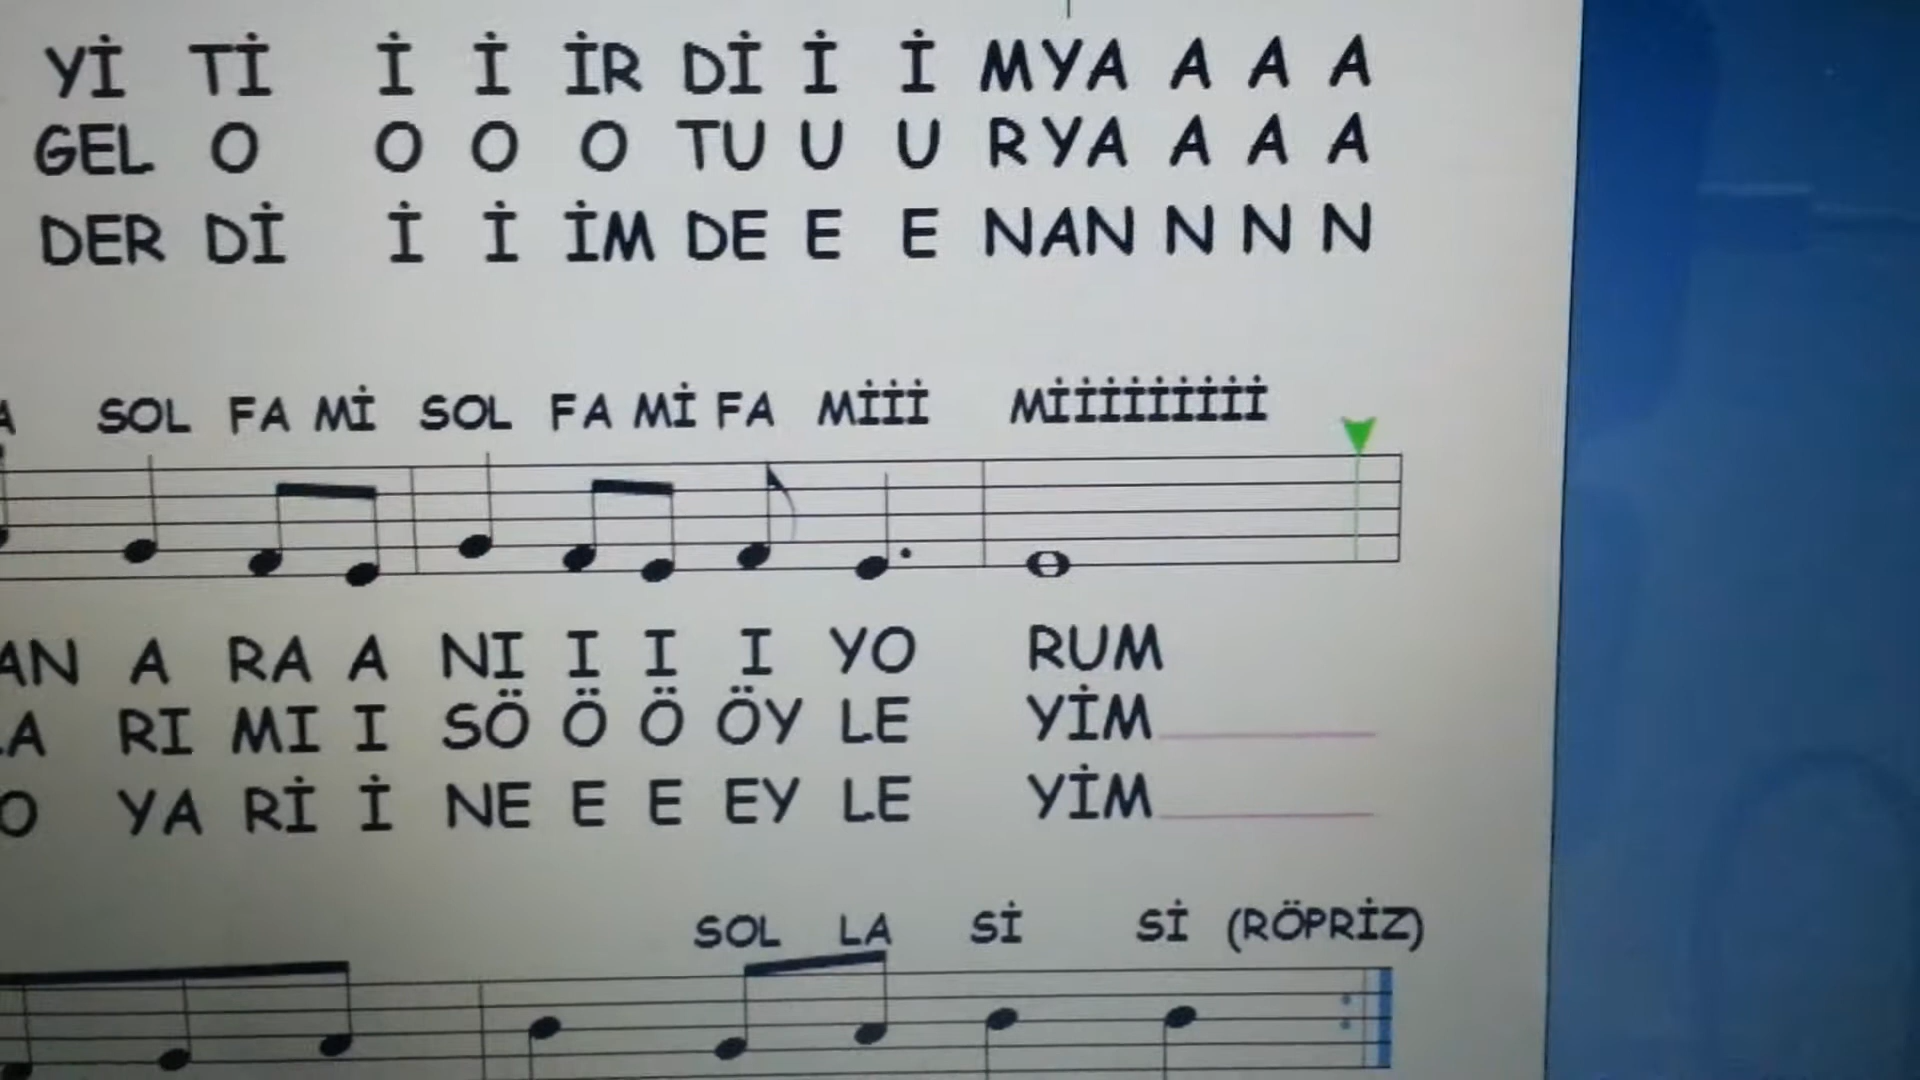 Yİ Tİ İ İ İR Dİ İ İ MYA A A A
GEL O O O O TU U U RYA A A A
DER Dİ İ İ İM DE E E NAN N N N
A SOL FA Mİ SOL FA Mİ FA Mİİİ Mİİİİİİİİİ
AN A RA A NI I I I YO RUM
A RI MI I SÖ Ö Ö ÖY LE YİM
O YA Rİ İ NE E E EY LE YİM
SOL LA Sİ Sİ (RÖPRİZ)